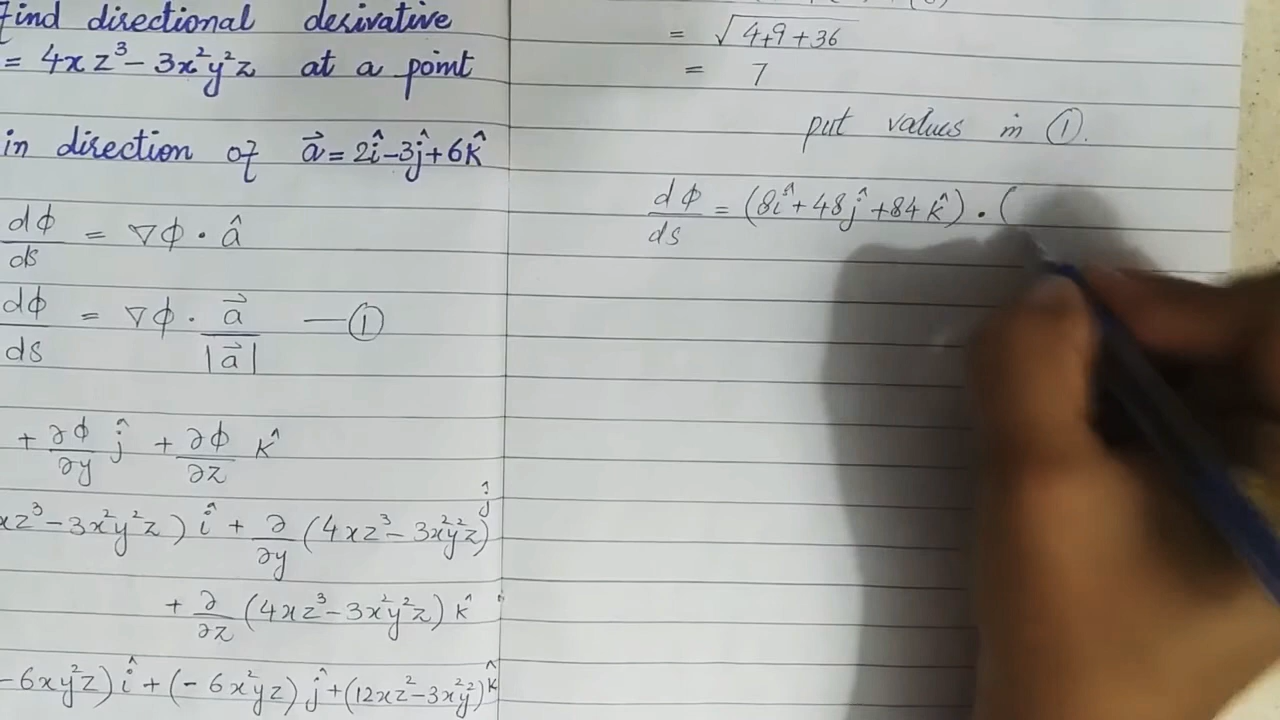 Find directional derivative
= 4xz³ − 3x²y²z at a point
in direction of a⃗ = 2î − 3ĵ + 6k̂
dϕ/ds = ∇ϕ · â
dϕ/ds = ∇ϕ · a⃗/|a⃗| — ①
+ ∂ϕ/∂y ĵ + ∂ϕ/∂z k̂
xz³ − 3x²y²z) î + ∂/∂y (4xz³ − 3x²y²z) ĵ
+ ∂/∂z (4xz³ − 3x²y²z) k̂
− 6xy²z) î + (− 6x²yz) ĵ + (12xz² − 3x²y²) k̂
= √4+9+36
= 7
put values in ①.
dϕ/ds = (8î + 48ĵ + 84k̂) · (